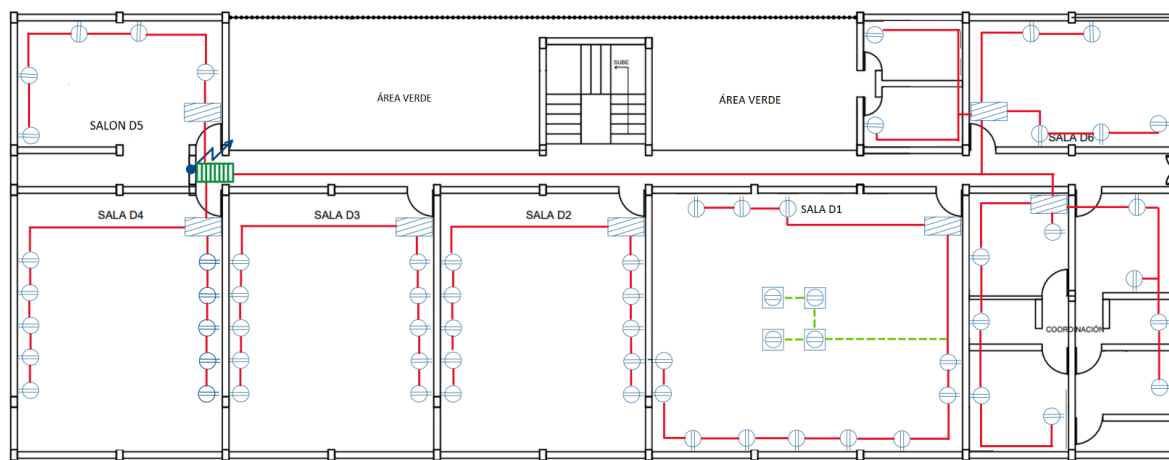 SUBE
ÁREA VERDE
ÁREA VERDE
SALON D5
SALA D6
SALA D4
SALA D3
SALA D2
SALA D1
COORDINACIÓN